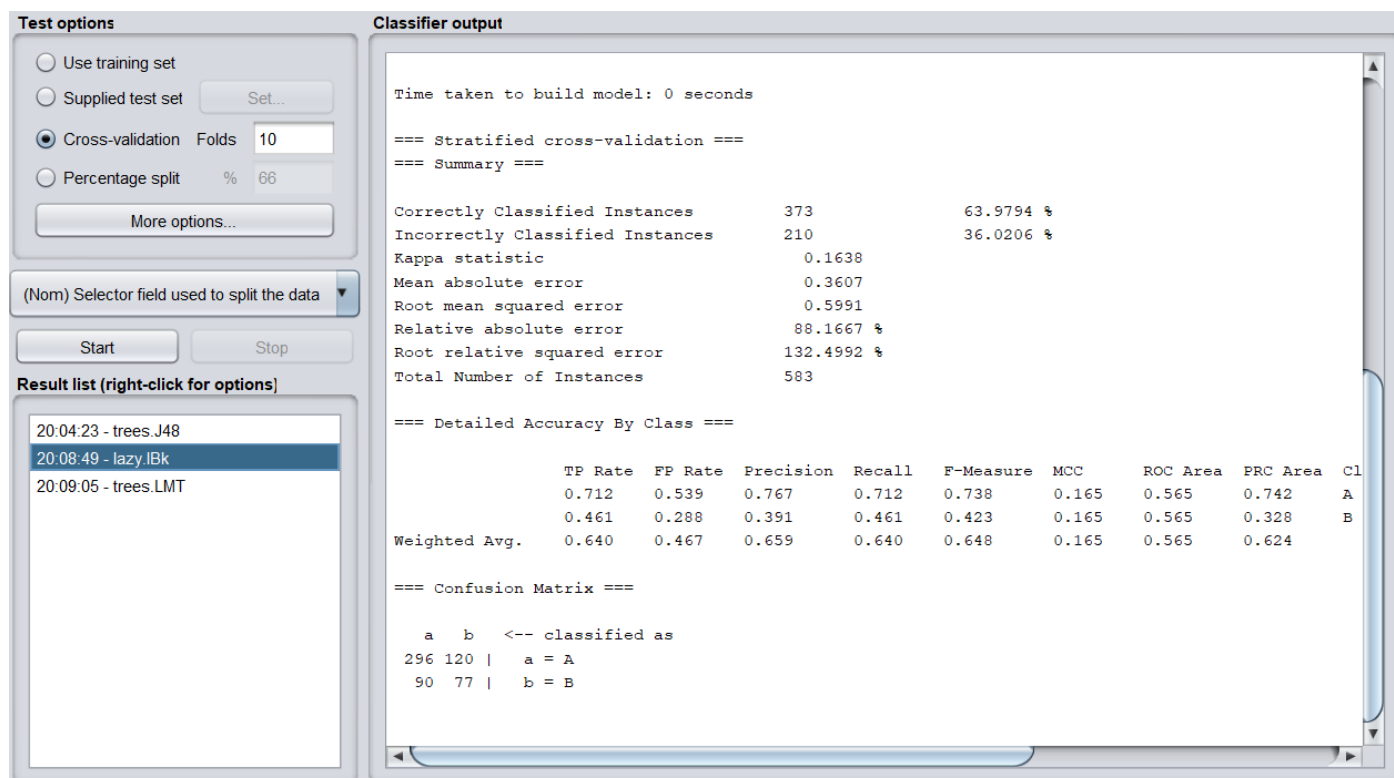 Test options
Use training set
Supplied test set Set...
Cross-validation Folds 10
Percentage split % 66
More options...
(Nom) Selector field used to split the data
Start Stop
Result list (right-click for options)
20:04:23 - trees.J48
20:08:49 - lazy.IBk
20:09:05 - trees.LMT
Classifier output
Time taken to build model: 0 seconds
=== Stratified cross-validation ===
=== Summary ===
Correctly Classified Instances 373 63.9794 %
Incorrectly Classified Instances 210 36.0206 %
Kappa statistic 0.1638
Mean absolute error 0.3607
Root mean squared error 0.5991
Relative absolute error 88.1667 %
Root relative squared error 132.4992 %
Total Number of Instances 583
=== Detailed Accuracy By Class ===
TP Rate FP Rate Precision Recall F-Measure MCC ROC Area PRC Area Cl
0.712 0.539 0.767 0.712 0.738 0.165 0.565 0.742 A
0.461 0.288 0.391 0.461 0.423 0.165 0.565 0.328 B
Weighted Avg. 0.640 0.467 0.659 0.640 0.648 0.165 0.565 0.624
=== Confusion Matrix ===
a b <-- classified as
296 120 | a = A
90 77 | b = B